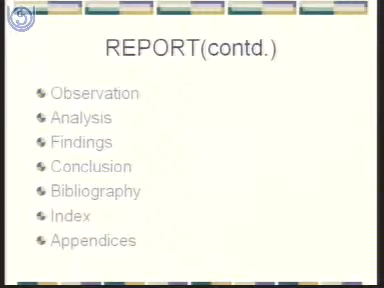 REPORT(contd.)
Observation
Analysis
Findings
Conclusion
Bibliography
Index
Appendices